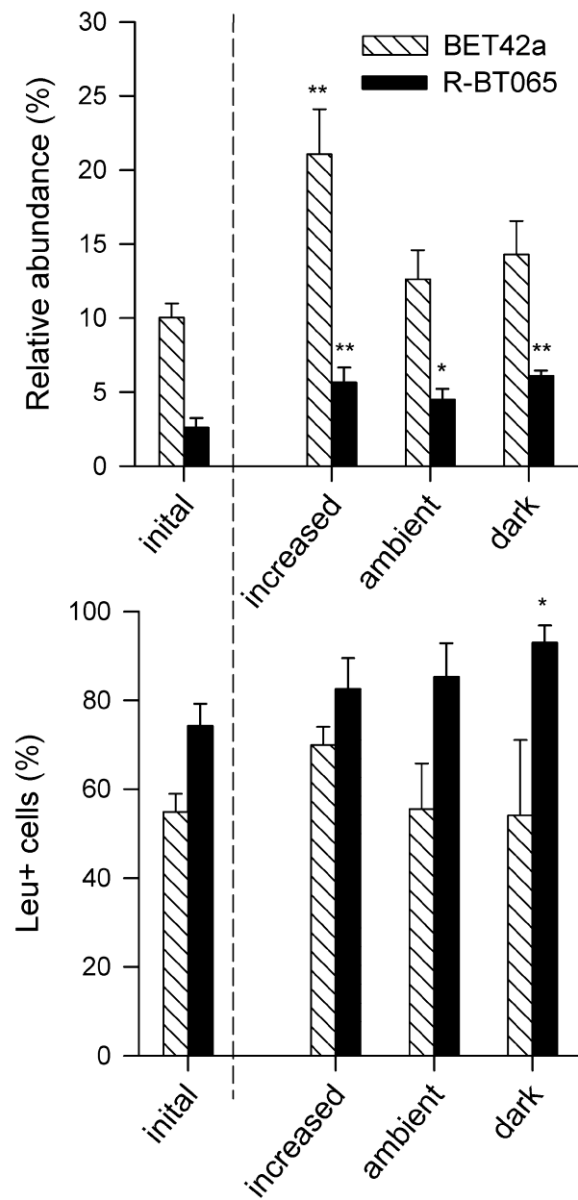 30
25
20
15
10
5
0
Relative abundance (%)
BET42a
R-BT065
**
**
*
**
inital
increased
ambient
dark
100
80
60
40
20
0
Leu+ cells (%)
*
inital
increased
ambient
dark